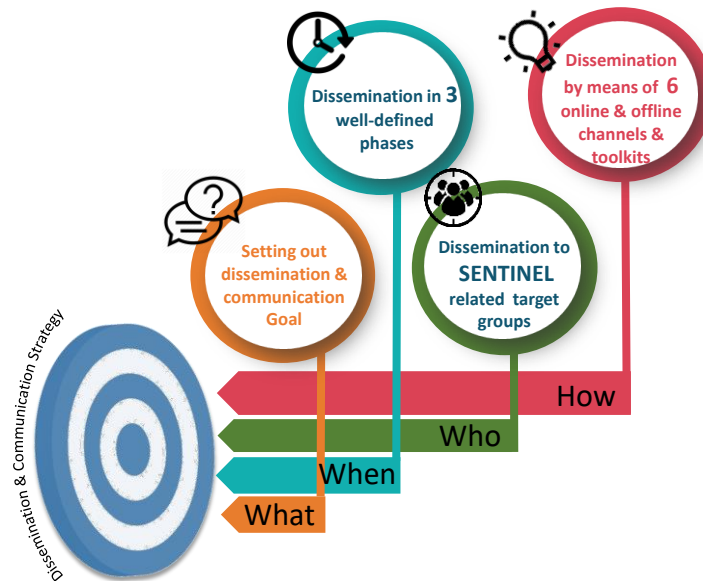 Dissemination in 3
well-defined
phases
Dissemination
by means of 6
online & offline
channels &
toolkits
?
Setting out
dissemination &
communication
Goal
Dissemination to
SENTINEL
related target
groups
Dissemination & Communication Strategy
How
Who
When
What